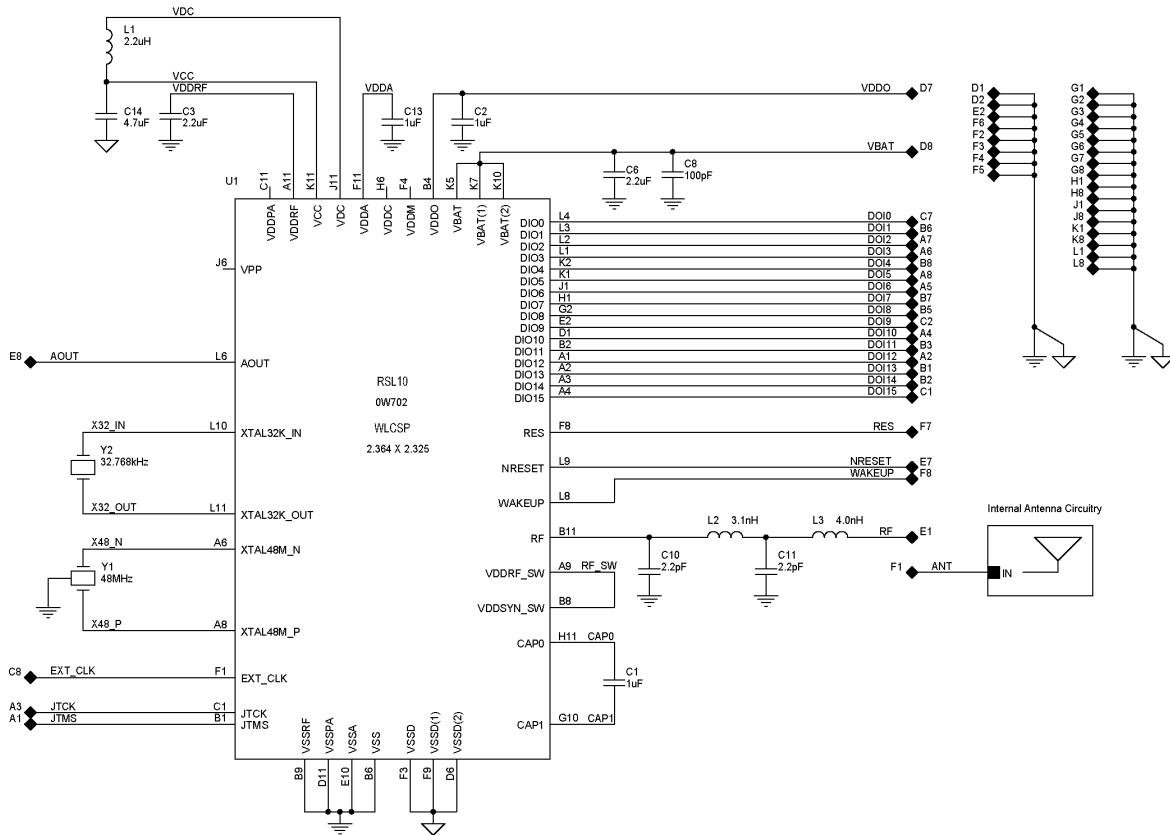 VDC
L1
2.2uH
VCC
VDDRF
C14
4.7uF
C3
2.2uF
VDDA
C13
1uF
C2
1uF
VDDO
D7
VBAT
D8
C6
2.2uF
C8
100pF
D1
D2
E2
F6
F2
F3
F4
F5
G1
G2
G3
G4
G5
G6
G7
G8
H1
H8
J1
J8
K1
K8
L1
L8
U1
C11
A11
K11
J11
F11
H6
F4
B4
K5
K7
K10
VDDPA
VDDRF
VCC
VDC
VDDA
VDDC
VDDM
VDDO
VBAT
VBAT(1)
VBAT(2)
DIO0 L4 DOI0 C7
DIO1 L3 DOI1 B6
DIO2 L2 DOI2 A7
DIO3 L1 DOI3 A6
DIO4 K2 DOI4 B8
DIO5 K1 DOI5 A8
DIO6 J1 DOI6 A5
DIO7 H1 DOI7 B7
DIO8 G2 DOI8 B5
DIO9 E2 DOI9 C2
DIO10 D1 DOI10 A4
DIO11 B2 DOI11 B3
DIO12 A1 DOI12 A2
DIO13 A2 DOI13 B1
DIO14 A3 DOI14 B2
DIO15 A4 DOI15 C1
J6 VPP
E8 AOUT L6 AOUT
RSL10
0W702
WLCSP
2.364 X 2.325
X32_IN L10 XTAL32K_IN
Y2
32.768kHz
X32_OUT L11 XTAL32K_OUT
X48_N A6 XTAL48M_N
Y1
48MHz
X48_P A8 XTAL48M_P
C8 EXT_CLK F1 EXT_CLK
A3 JTCK C1 JTCK
A1 JTMS B1 JTMS
RES F8 RES F7
NRESET L9 NRESET E7
WAKEUP F8
WAKEUP L8
RF B11
L2 3.1nH
L3 4.0nH
RF E1
C10
2.2pF
C11
2.2pF
VDDRF_SW A9 RF_SW
VDDSYN_SW B8
CAP0 H11 CAP0
C1
1uF
CAP1 G10 CAP1
Internal Antenna Circuitry
F1 ANT
IN
VSSRF
VSSPA
VSSA
VSS
VSSD
VSSD(1)
VSSD(2)
B9
D11
E10
B6
F3
F9
D6